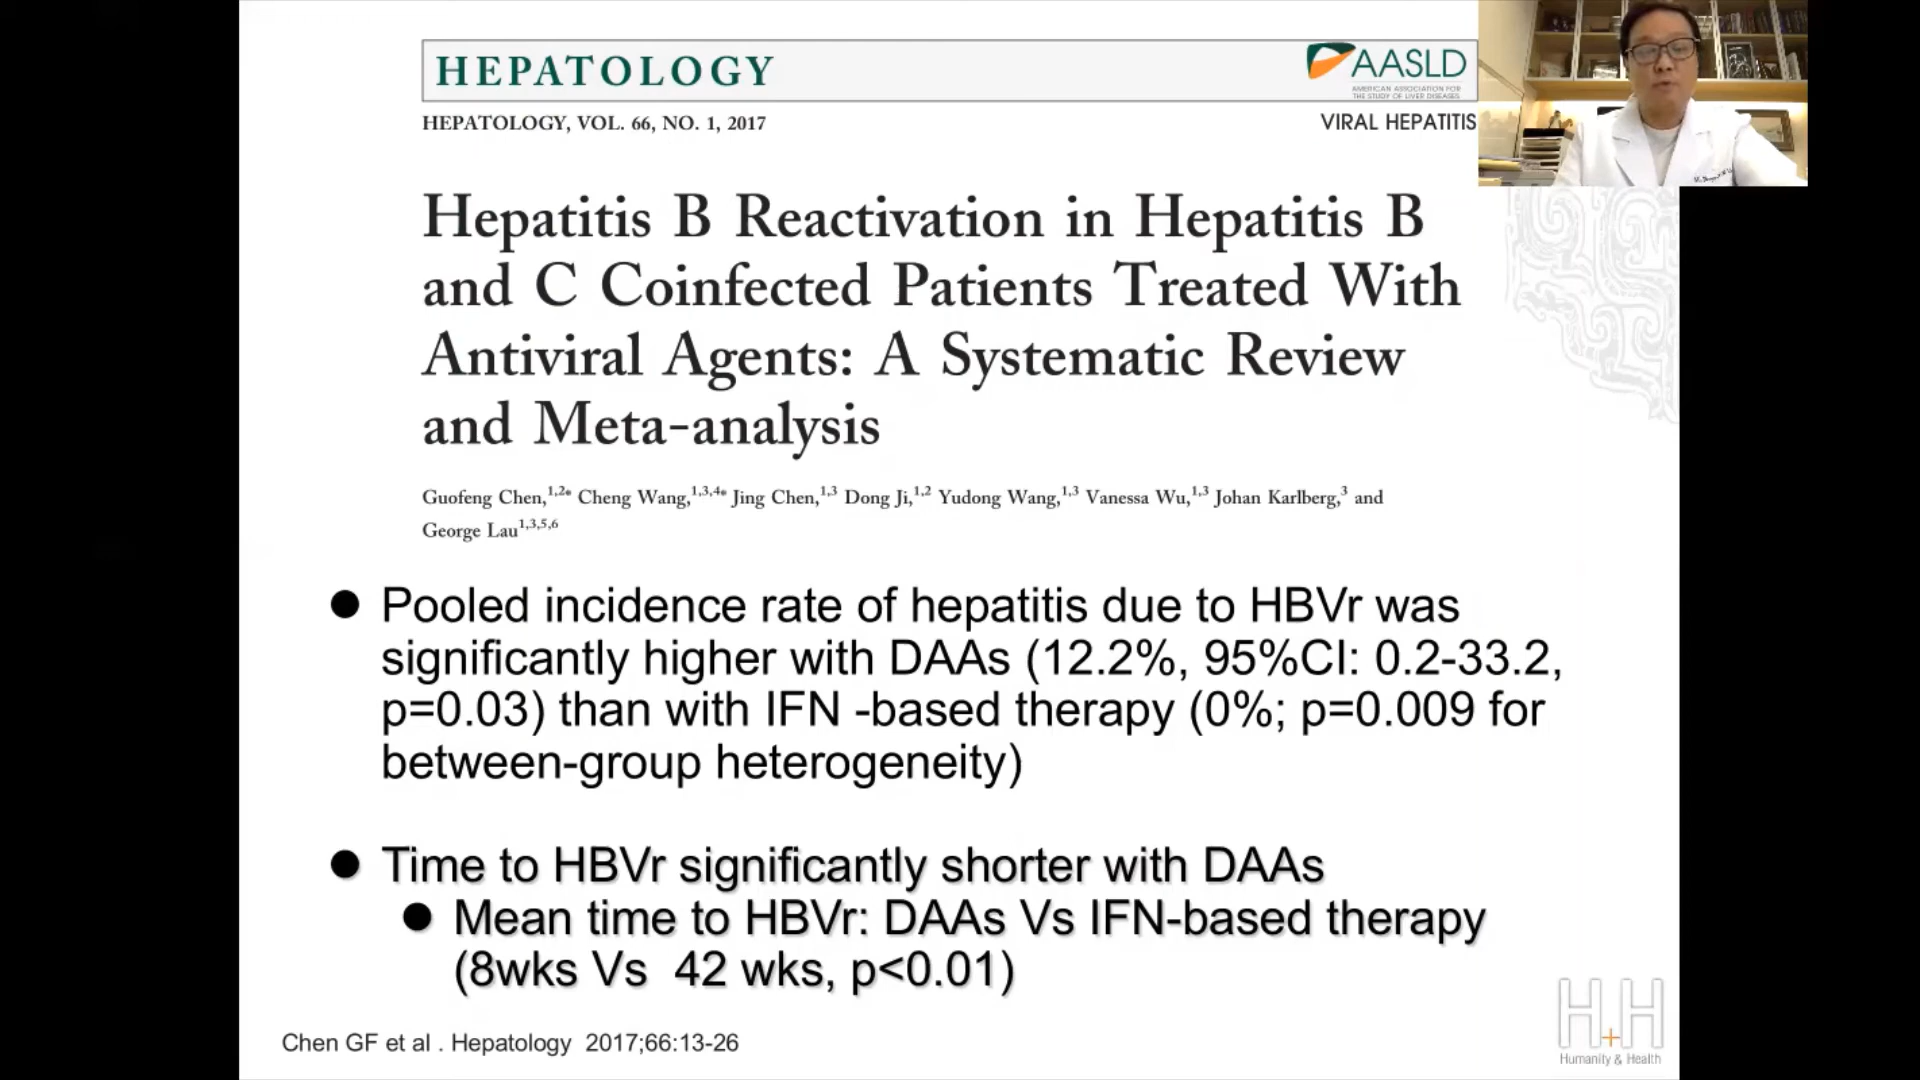 HEPATOLOGY
AASLD
AMERICAN ASSOCIATION FOR
THE STUDY OF LIVER DISEASES
HEPATOLOGY, VOL. 66, NO. 1, 2017
VIRAL HEPATITIS
Hepatitis B Reactivation in Hepatitis B
and C Coinfected Patients Treated With
Antiviral Agents: A Systematic Review
and Meta-analysis
Guofeng Chen,1,2* Cheng Wang,1,3,4* Jing Chen,1,3 Dong Ji,1,2 Yudong Wang,1,3 Vanessa Wu,1,3 Johan Karlberg,3 and
George Lau1,3,5,6
● Pooled incidence rate of hepatitis due to HBVr was
significantly higher with DAAs (12.2%, 95%CI: 0.2-33.2,
p=0.03) than with IFN -based therapy (0%; p=0.009 for
between-group heterogeneity)
● Time to HBVr significantly shorter with DAAs
● Mean time to HBVr: DAAs Vs IFN-based therapy
(8wks Vs 42 wks, p<0.01)
Chen GF et al . Hepatology 2017;66:13-26
H+H
Humanity & Health